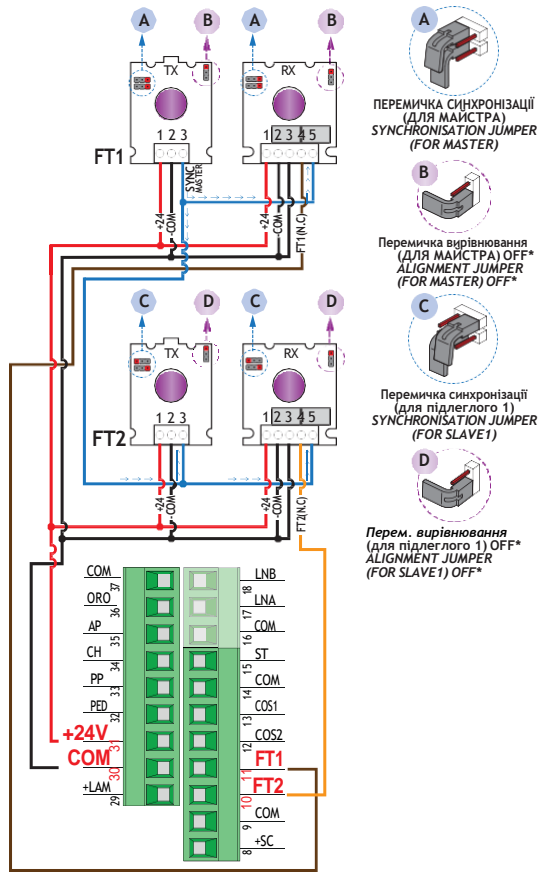 A
B
B
A
TX
RX
1 2 3
1 2 3 4 5
FT1
SYNC
MASTER
+24
-COM
+24
-COM
FT1(N.C)
C
D
C
D
TX
RX
1 2 3
1 2 3 4 5
FT2
+24
-COM
+24
-COM
FT2(N.C)
COM
37
ORO
36
AP
35
CH
34
PP
33
PED
32
+24V
31
COM
30
+LAM
29
LNB
18
LNA
17
COM
16
ST
15
COM
14
COS1
13
COS2
12
FT1
11
FT2
10
COM
9
+SC
8
A
ПЕРЕМИЧКА СИНХРОНІЗАЦІЇ
(ДЛЯ МАЙСТРА)
SYNCHRONISATION JUMPER
(FOR MASTER)
B
Перемичка вирівнювання
(ДЛЯ МАЙСТРА) OFF*
ALIGNMENT JUMPER
(FOR MASTER) OFF*
C
Перемичка синхронізації
(для підлеглого 1)
SYNCHRONISATION JUMPER
(FOR SLAVE1)
D
Перем. вирівнювання
(для підлеглого 1) OFF*
ALIGNMENT JUMPER
(FOR SLAVE1) OFF*